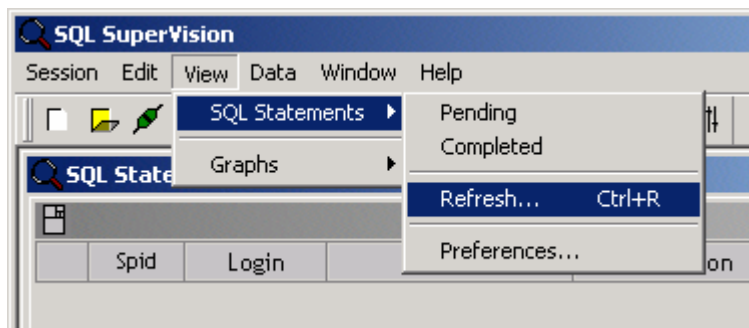 SQL SuperVision
Session Edit View Data Window Help
SQL Statements
Graphs
Pending
Completed
Refresh... Ctrl+R
Preferences...
SQL State
Spid Login on